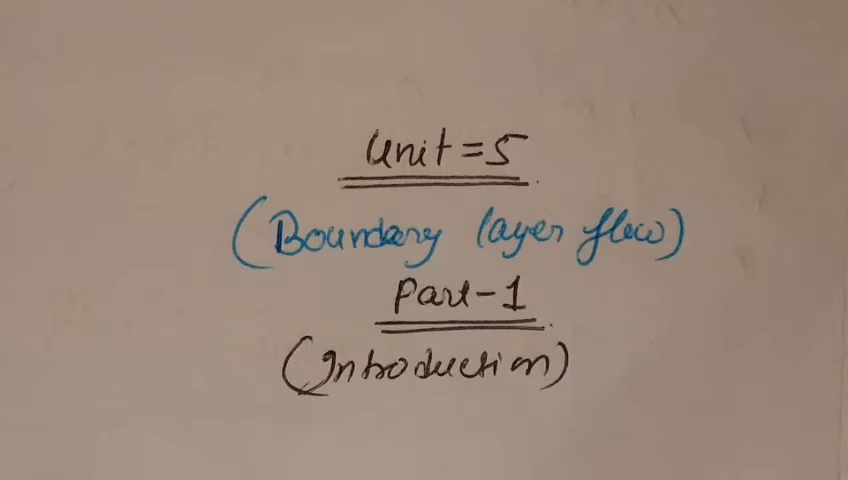 Unit = 5
(Boundary layer flow)
Part-1
(Introduction)